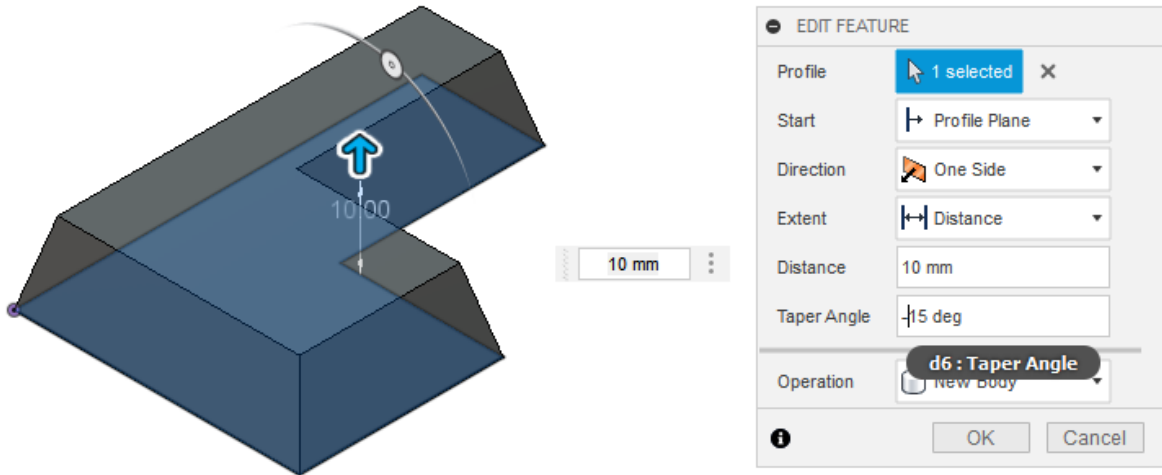 10.00
10 mm
EDIT FEATURE
Profile 1 selected
Start Profile Plane
Direction One Side
Extent Distance
Distance 10 mm
Taper Angle -15 deg
d6 : Taper Angle
Operation New Body
OK Cancel